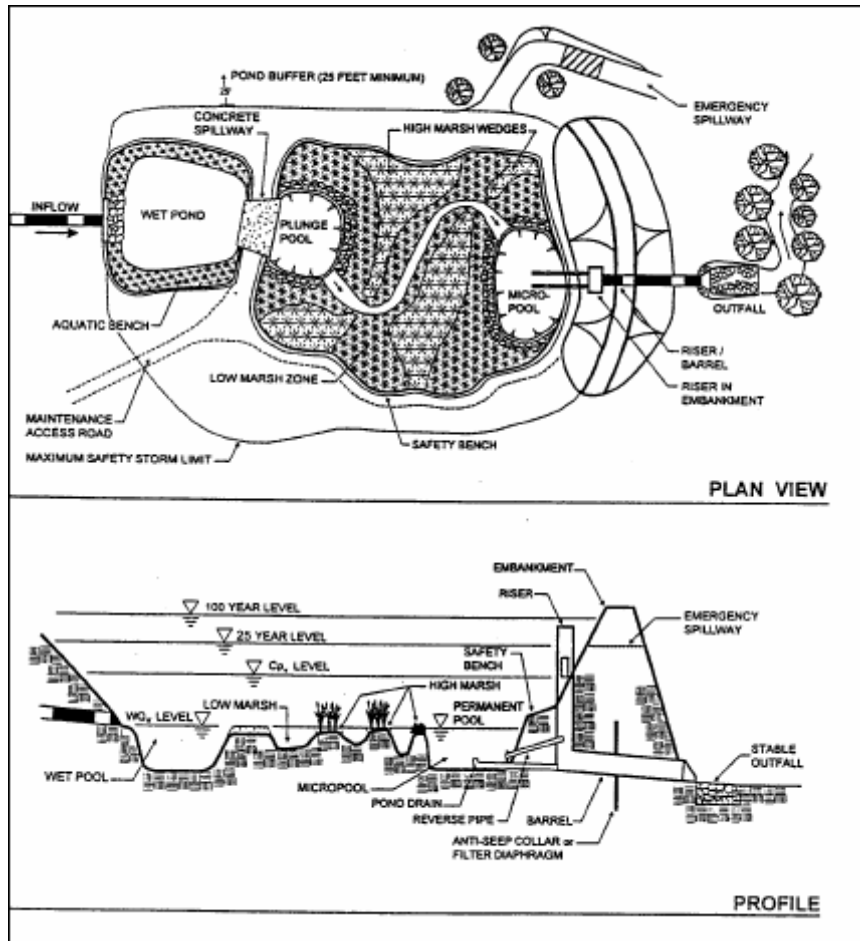 POND BUFFER (25 FEET MINIMUM)
25'
CONCRETE
SPILLWAY
HIGH MARSH WEDGES
EMERGENCY
SPILLWAY
INFLOW
WET POND
PLUNGE
POOL
MICRO-
POOL
OUTFALL
AQUATIC BENCH
RISER /
BARREL
LOW MARSH ZONE
RISER IN
EMBANKMENT
MAINTENANCE
ACCESS ROAD
SAFETY BENCH
MAXIMUM SAFETY STORM LIMIT
PLAN VIEW
EMBANKMENT
RISER
100 YEAR LEVEL
EMERGENCY
SPILLWAY
25 YEAR LEVEL
SAFETY
BENCH
Cpv LEVEL
HIGH MARSH
LOW MARSH
PERMANENT
POOL
WQv LEVEL
STABLE
OUTFALL
WET POOL
MICROPOOL
POND DRAIN
REVERSE PIPE
BARREL
ANTI-SEEP COLLAR or
FILTER DIAPHRAGM
PROFILE